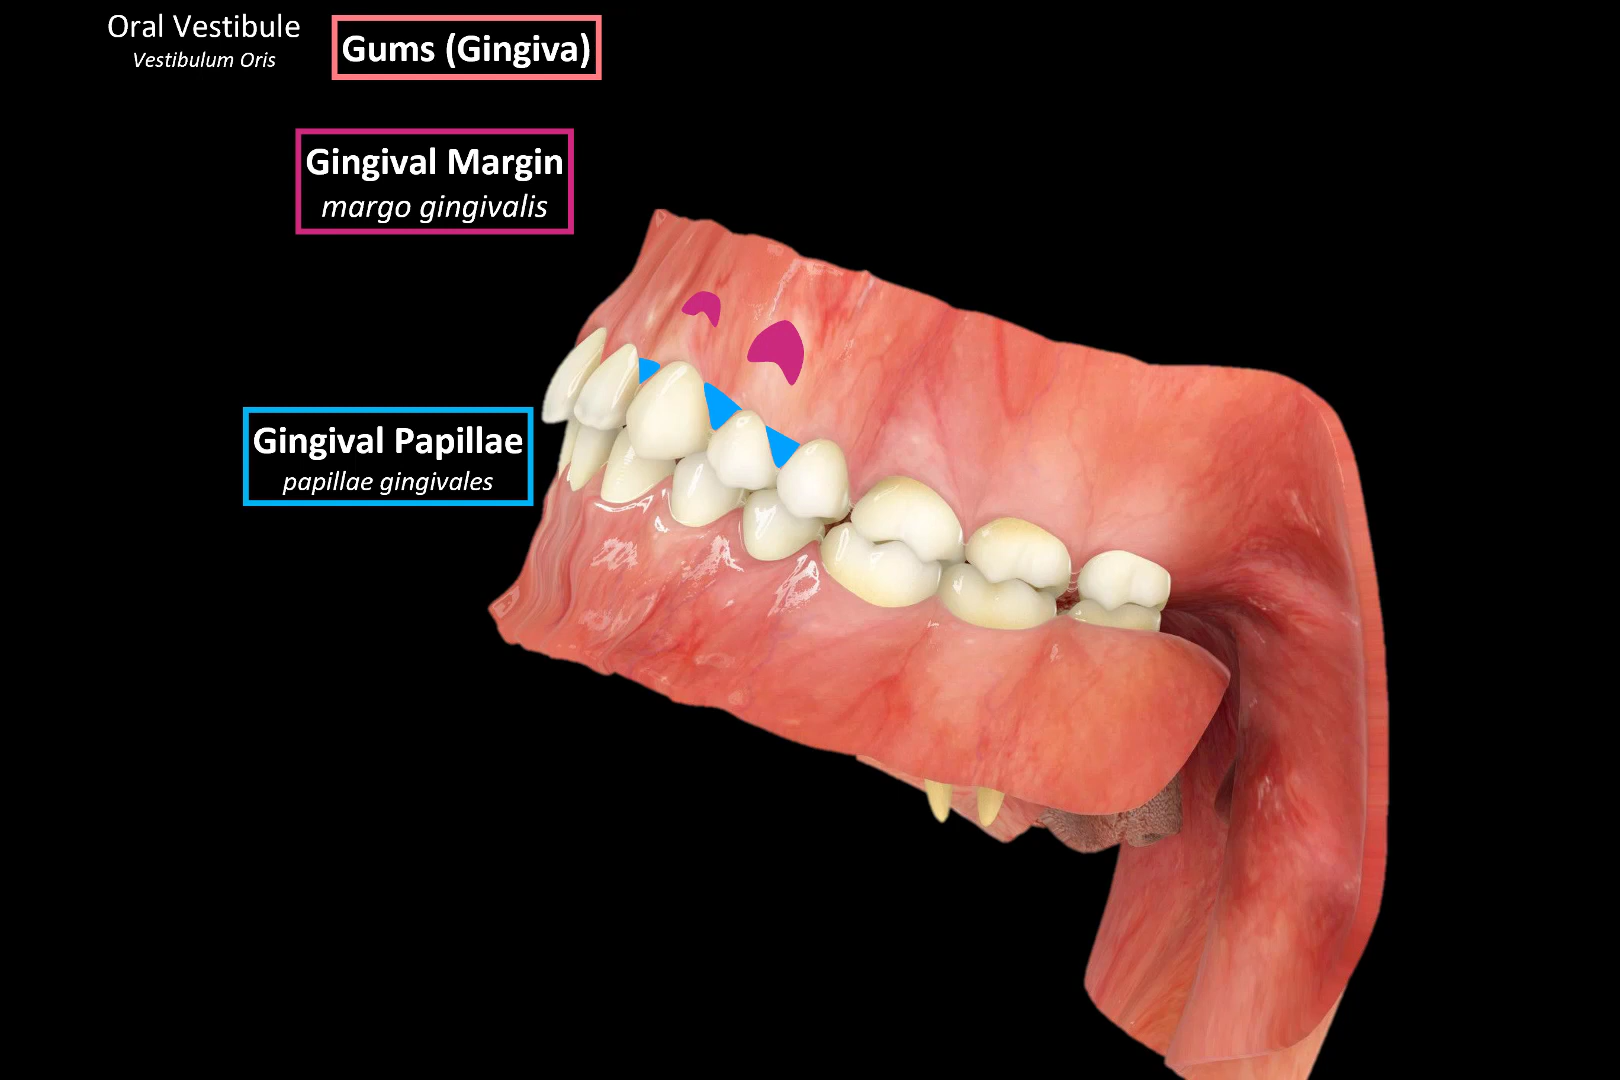 Oral Vestibule
Vestibulum Oris
Gums (Gingiva)
Gingival Margin
margo gingivalis
Gingival Papillae
papillae gingivales